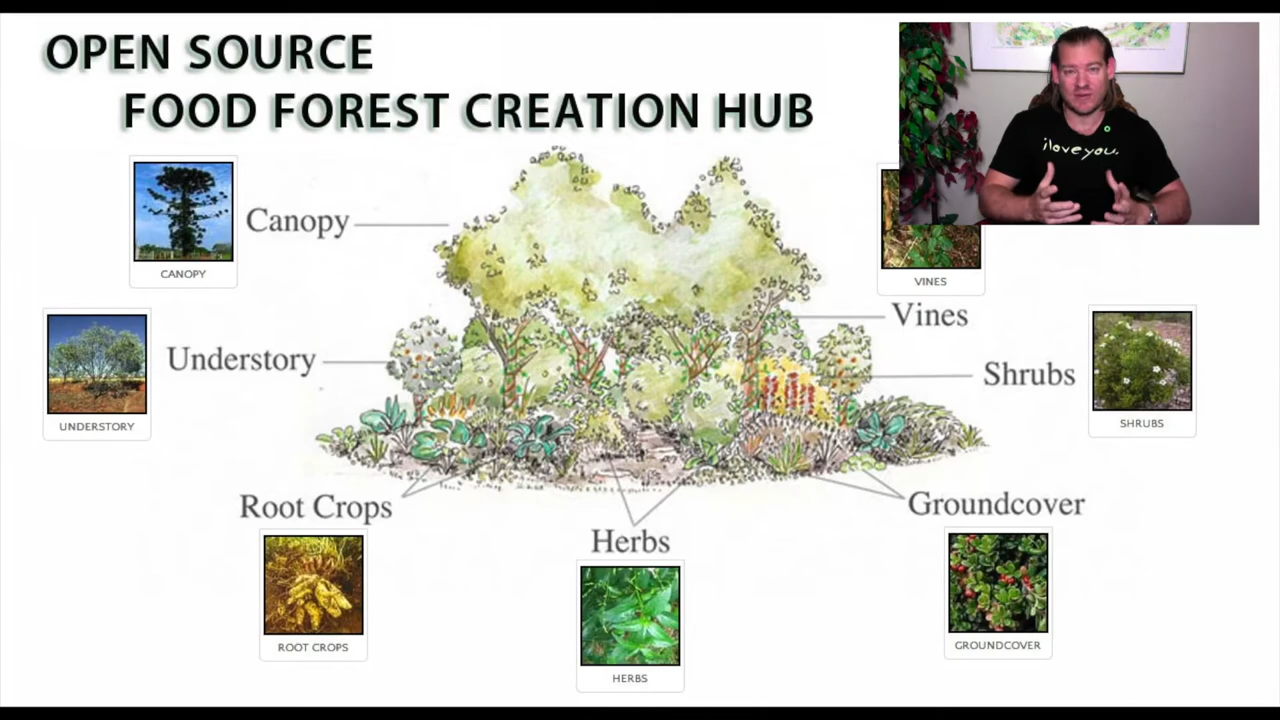 OPEN SOURCE
FOOD FOREST CREATION HUB
i love you.
CANOPY
Canopy
VINES
Vines
UNDERSTORY
Understory
Shrubs
SHRUBS
Root Crops
ROOT CROPS
Herbs
HERBS
Groundcover
GROUNDCOVER